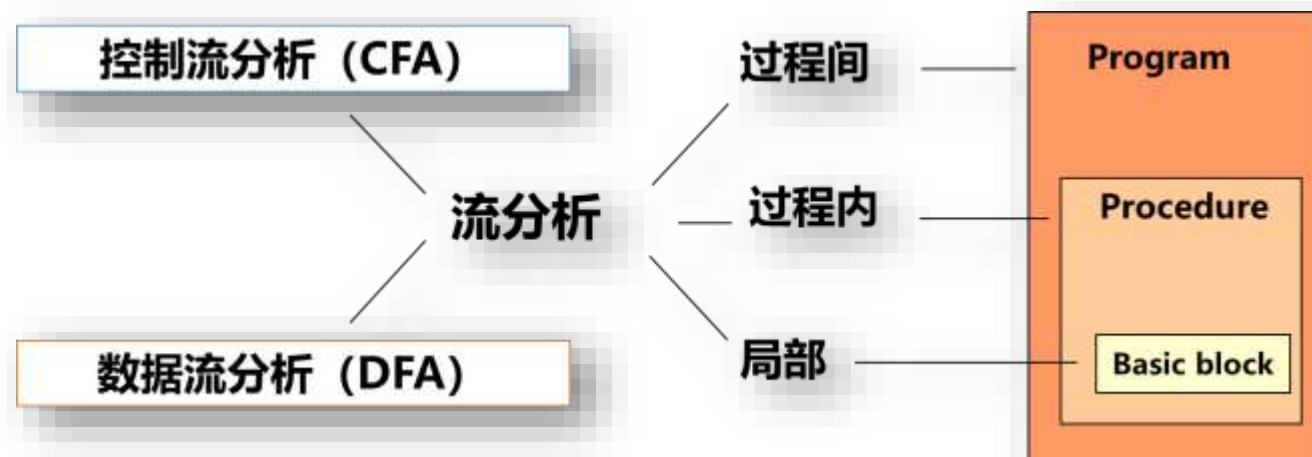 控制流分析（CFA）
过程间
Program
流分析
过程内
Procedure
数据流分析（DFA）
局部
Basic block